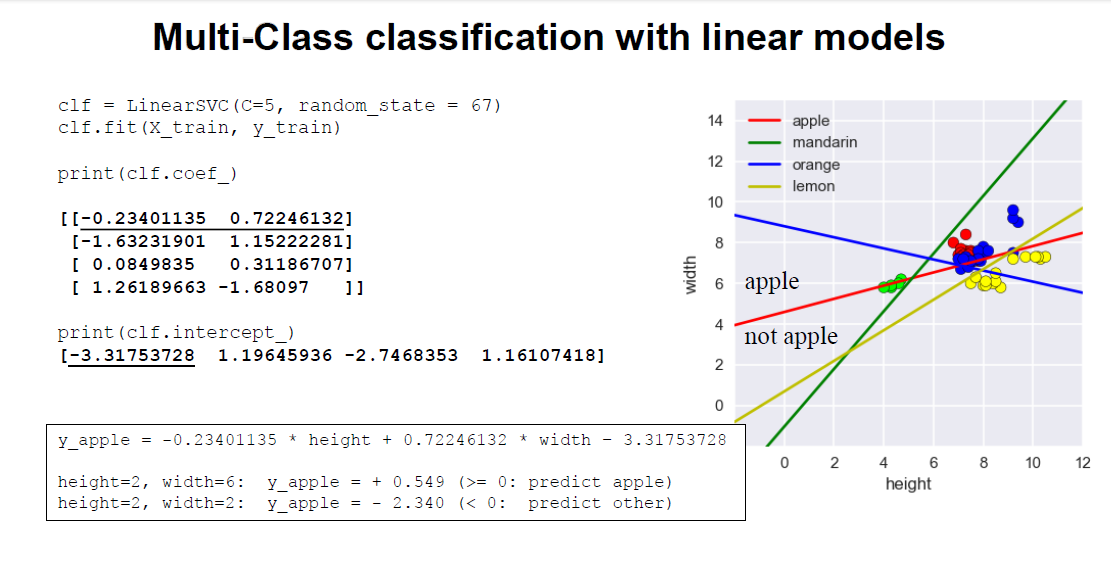 Multi-Class classification with linear models
clf = LinearSVC(C=5, random_state = 67)
clf.fit(X_train, y_train)
print(clf.coef_)
[[-0.23401135 0.72246132]
[-1.63231901 1.15222281]
[ 0.0849835 0.31186707]
[ 1.26189663 -1.68097 ]]
print(clf.intercept_)
[-3.31753728 1.19645936 -2.7468353 1.16107418]
y_apple = -0.23401135 * height + 0.72246132 * width - 3.31753728
height=2, width=6: y_apple = + 0.549 (>= 0: predict apple)
height=2, width=2: y_apple = - 2.340 (< 0: predict other)
14
12
10
8
6
4
2
0
width
apple
mandarin
orange
lemon
apple
not apple
0 2 4 6 8 10 12
height